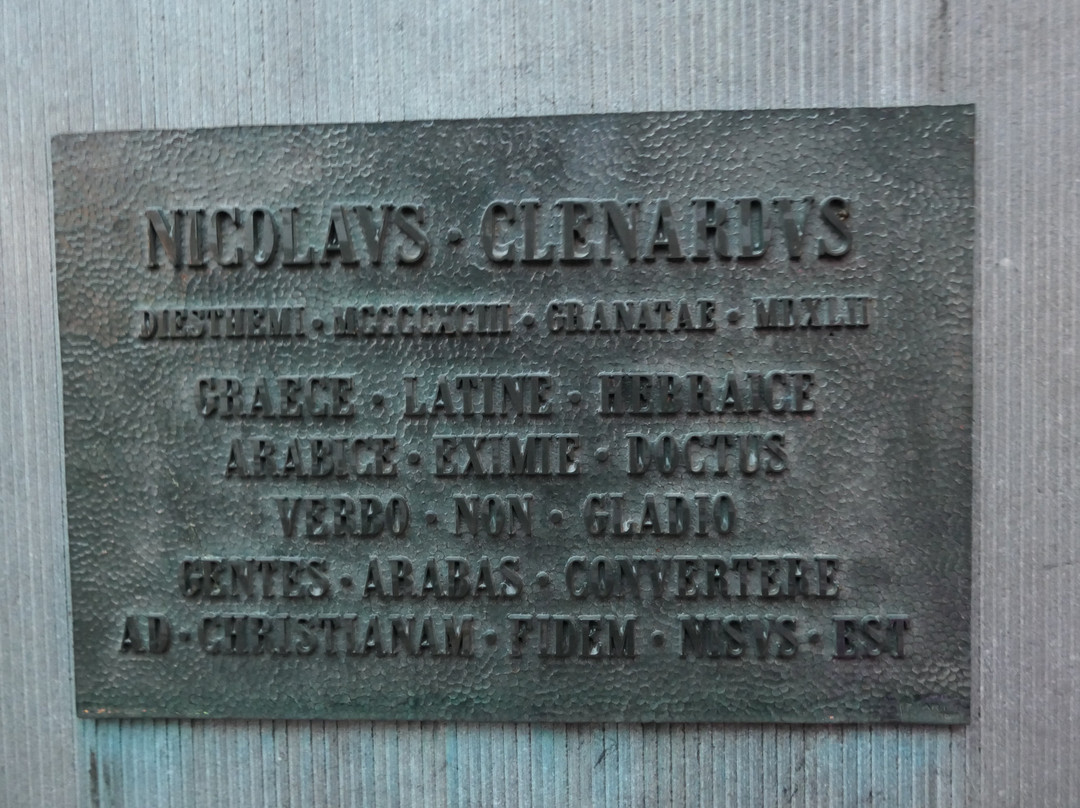 NICOLAVS · CLENARDVS
DIESTHEMI · MCCCCXCIII · GRANATAE · MDXLII
GRAECE · LATINE · HEBRAICE
ARABICE · EXIMIE · DOCTUS
VERBO · NON · GLADIO
GENTES · ARABAS · CONVERTERE
AD · CHRISTIANAM · FIDEM · NISVS · EST